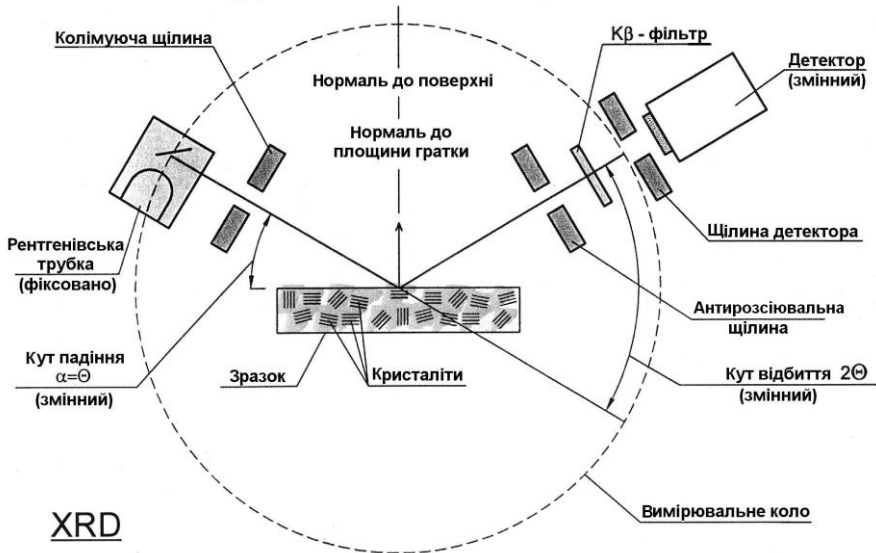 Колімуюча щілина
Kβ - фільтр
Детектор
(змінний)
Нормаль до поверхні
Нормаль до
площини гратки
Рентгенівська
трубка
(фіксовано)
Щілина детектора
Антирозсіювальна
щілина
Кут падіння
α=Θ
(змінний)
Зразок
Кристаліти
Кут відбиття 2Θ
(змінний)
Вимірювальне коло
XRD